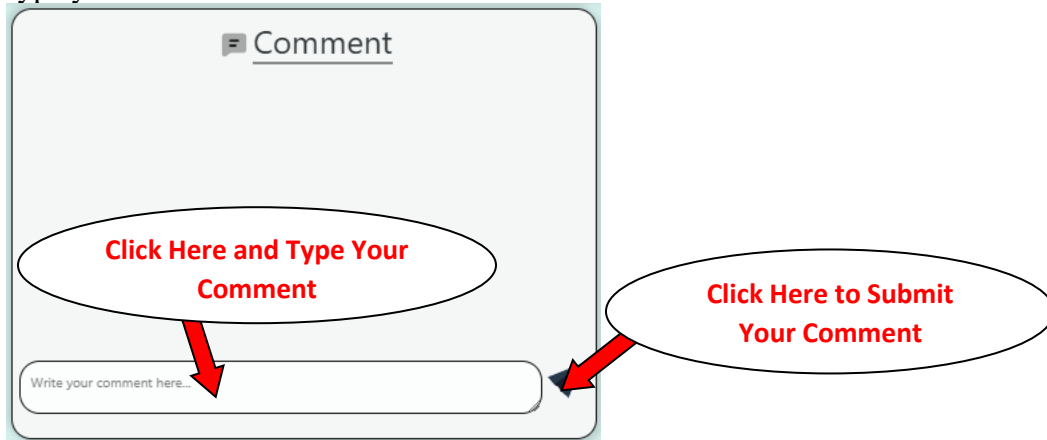 Comment
Click Here and Type Your
Comment
Click Here to Submit
Your Comment
Write your comment here...